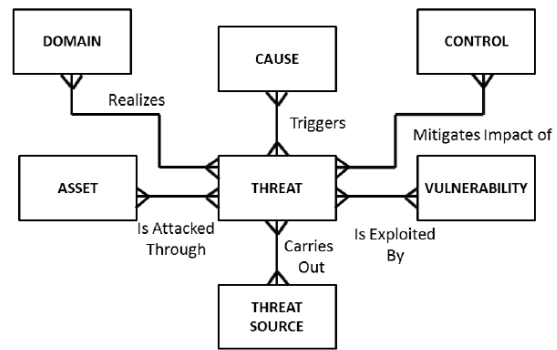 DOMAIN
CAUSE
CONTROL
Realizes
Triggers
Mitigates Impact of
ASSET
THREAT
VULNERABILITY
Is Attacked
Through
Carries
Out
Is Exploited
By
THREAT
SOURCE